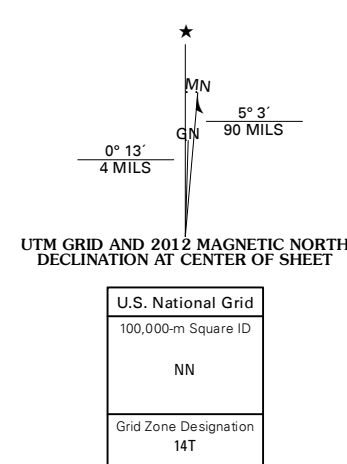 MN
GN
5° 3´
90 MILS
0° 13´
4 MILS
UTM GRID AND 2012 MAGNETIC NORTH
DECLINATION AT CENTER OF SHEET
U.S. National Grid
100,000-m Square ID
NN
Grid Zone Designation
14T